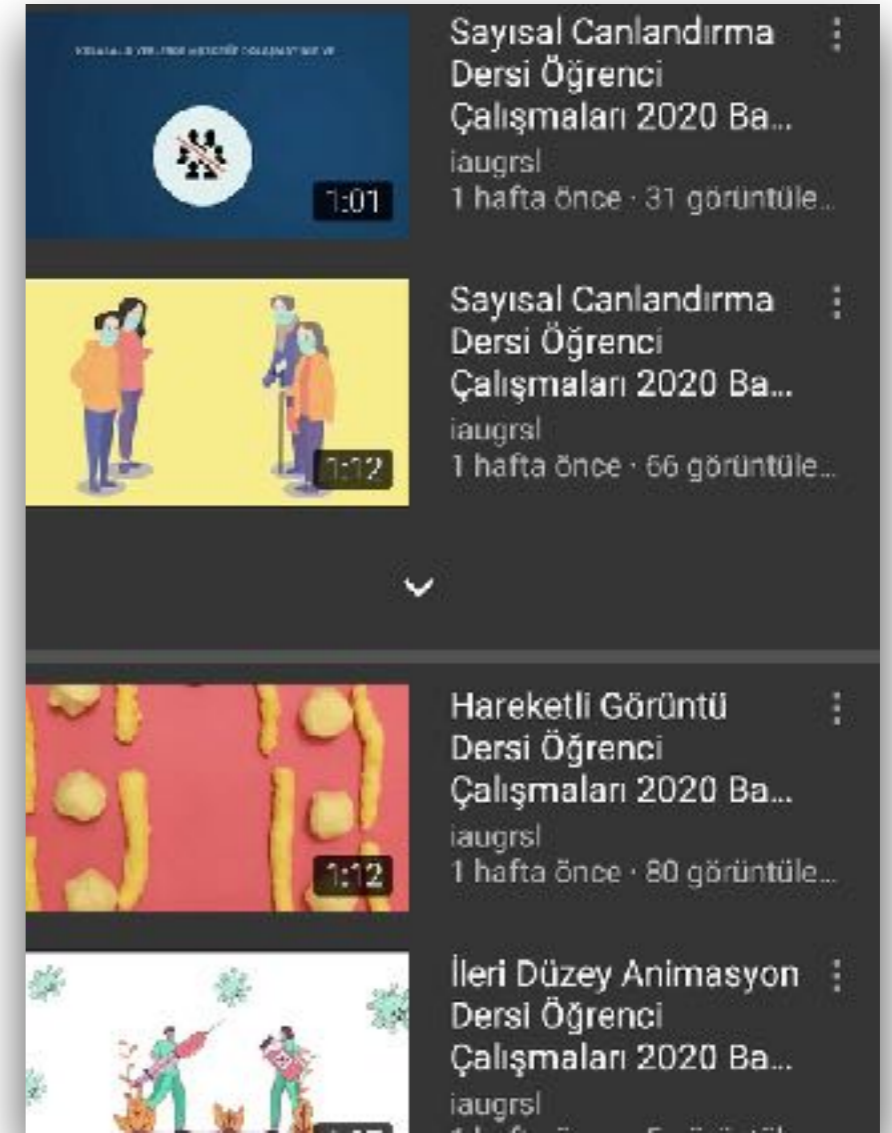 1:01
Sayısal Canlandırma
Dersi Öğrenci
Çalışmaları 2020 Ba...
iaugrsl
1 hafta önce · 31 görüntüle...
1:12
Sayısal Canlandırma
Dersi Öğrenci
Çalışmaları 2020 Ba...
iaugrsl
1 hafta önce · 66 görüntüle...
1:12
Hareketli Görüntü
Dersi Öğrenci
Çalışmaları 2020 Ba...
iaugrsl
1 hafta önce · 80 görüntüle...
İleri Düzey Animasyon
Dersi Öğrenci
Çalışmaları 2020 Ba...
iaugrsl